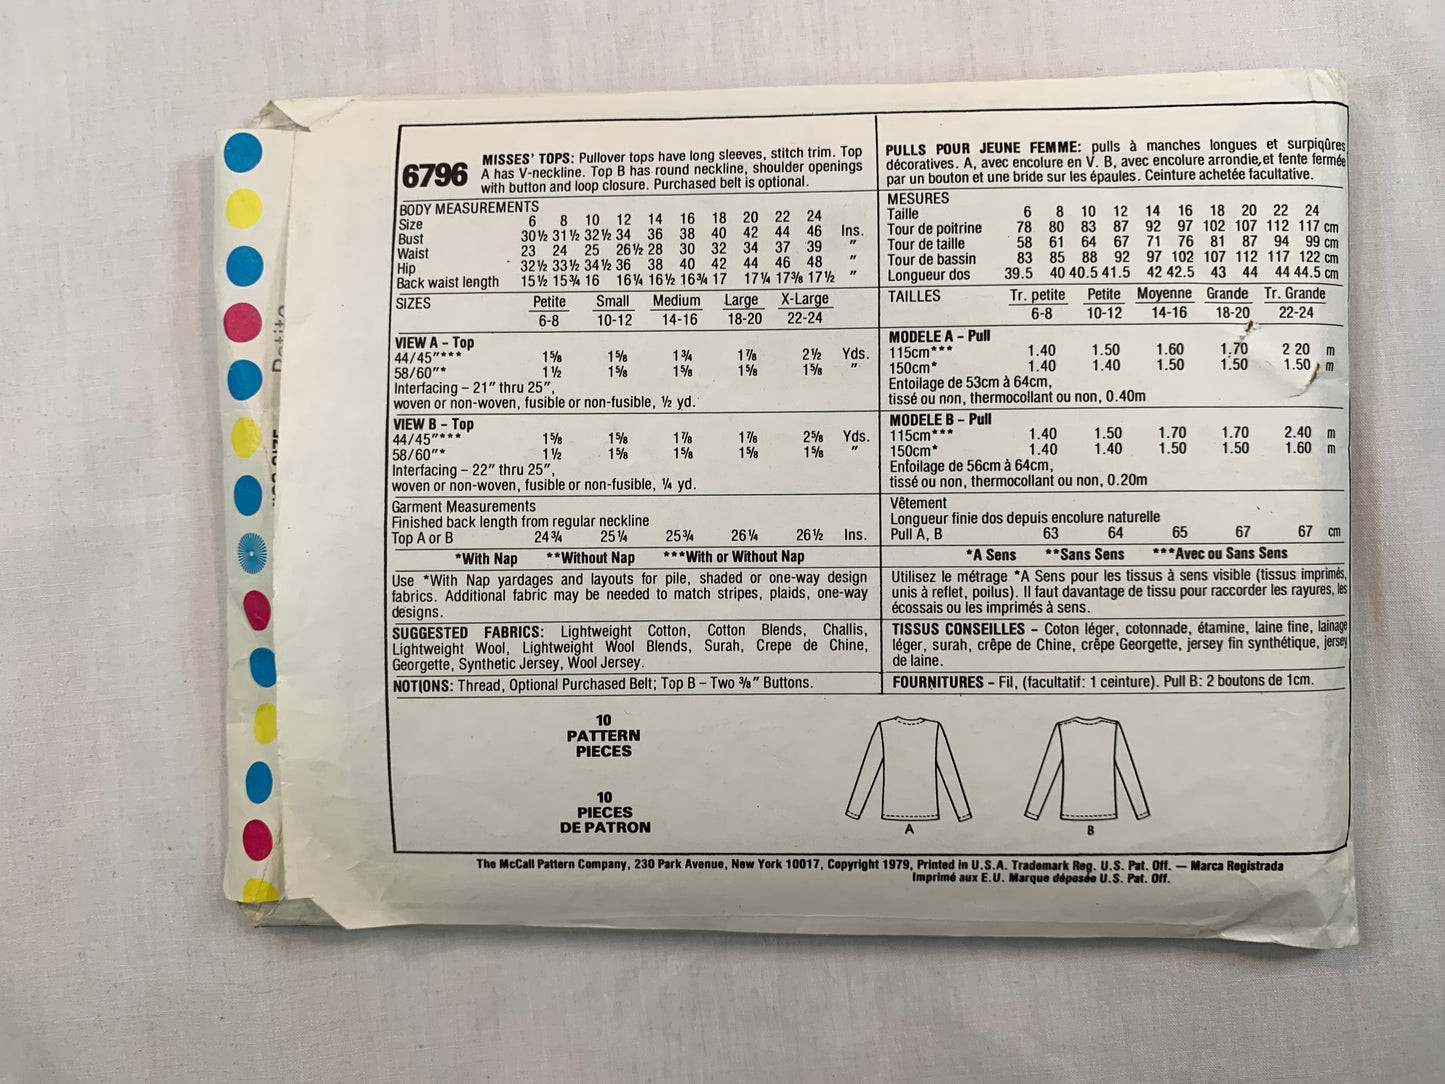 6796
MISSES' TOPS: Pullover tops have long sleeves, stitch trim. Top
A has V-neckline. Top B has round neckline, shoulder openings
with button and loop closure. Purchased belt is optional.
BODY MEASUREMENTS
Size 6 8 10 12 14 16 18 20 22 24
Bust 30½ 31½ 32½ 34 36 38 40 42 44 46 Ins.
Waist 23 24 25 26½ 28 30 32 34 37 39 "
Hip 32½ 33½ 34½ 36 38 40 42 44 46 48 "
Back waist length 15½ 15¾ 16 16¼ 16½ 16¾ 17 17¼ 17⅜ 17½ "
SIZES Petite Small Medium Large X-Large
6-8 10-12 14-16 18-20 22-24
VIEW A – Top
44/45"*** 1⅝ 1⅝ 1¾ 1⅞ 2½ Yds.
58/60"* 1½ 1⅝ 1⅝ 1⅝ 1⅝ "
Interfacing – 21" thru 25",
woven or non-woven, fusible or non-fusible, ½ yd.
VIEW B – Top
44/45"*** 1⅝ 1⅝ 1⅞ 1⅞ 2⅝ Yds.
58/60"* 1½ 1⅝ 1⅝ 1⅝ 1⅝ "
Interfacing – 22" thru 25",
woven or non-woven, fusible or non-fusible, ¼ yd.
Garment Measurements
Finished back length from regular neckline
Top A or B 24¾ 25¼ 25¾ 26¼ 26½ Ins.
*With Nap **Without Nap ***With or Without Nap
Use *With Nap yardages and layouts for pile, shaded or one-way design
fabrics. Additional fabric may be needed to match stripes, plaids, one-way
designs.
SUGGESTED FABRICS: Lightweight Cotton, Cotton Blends, Challis,
Lightweight Wool, Lightweight Wool Blends, Surah, Crepe de Chine,
Georgette, Synthetic Jersey, Wool Jersey.
NOTIONS: Thread, Optional Purchased Belt; Top B – Two ⅜" Buttons.
PULLS POUR JEUNE FEMME: pulls à manches longues et surpiqûres
décoratives. A, avec encolure en V. B, avec encolure arrondie, et fente fermée
par un bouton et une bride sur les épaules. Ceinture achetée facultative.
MESURES
Taille 6 8 10 12 14 16 18 20 22 24
Tour de poitrine 78 80 83 87 92 97 102 107 112 117 cm
Tour de taille 58 61 64 67 71 76 81 87 94 99 cm
Tour de bassin 83 85 88 92 97 102 107 112 117 122 cm
Longueur dos 39.5 40 40.5 41.5 42 42.5 43 44 44 44.5 cm
TAILLES Tr. petite Petite Moyenne Grande Tr. Grande
6-8 10-12 14-16 18-20 22-24
MODELE A – Pull
115cm*** 1.40 1.50 1.60 1.70 2 20 m
150cm* 1.40 1.40 1.50 1.50 1.50 m
Entoilage de 53cm à 64cm,
tissé ou non, thermocollant ou non, 0.40m
MODELE B – Pull
115cm*** 1.40 1.50 1.70 1.70 2.40 m
150cm* 1.40 1.40 1.50 1.50 1.60 m
Entoilage de 56cm à 64cm,
tissé ou non, thermocollant ou non, 0.20m
Vêtement
Longueur finie dos depuis encolure naturelle
Pull A, B 63 64 65 67 67 cm
*A Sens **Sans Sens ***Avec ou Sans Sens
Utilisez le métrage *A Sens pour les tissus à sens visible (tissus imprimés,
unis à reflet, poilus). Il faut davantage de tissu pour raccorder les rayures, les
écossais ou les imprimés à sens.
TISSUS CONSEILLES – Coton léger, cotonnade, étamine, laine fine, lainage
léger, surah, crêpe de Chine, crêpe Georgette, jersey fin synthétique, jersey
de laine.
FOURNITURES – Fil, (facultatif: 1 ceinture). Pull B: 2 boutons de 1cm.
10
PATTERN
PIECES
10
PIECES
DE PATRON
A B
The McCall Pattern Company, 230 Park Avenue, New York 10017, Copyright 1979, Printed in U.S.A. Trademark Reg. U.S. Pat. Off. — Marca Registrada
Imprimé aux E.U. Marque déposée U.S. Pat. Off.